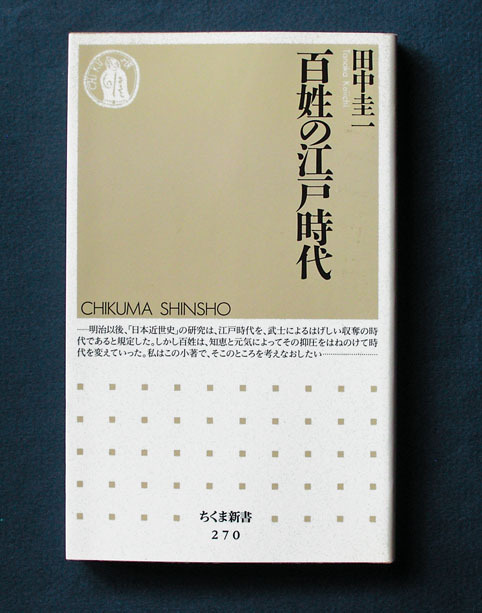 田中圭一
Tanaka Keiichi
百姓の江戸時代
CHIKUMA SHINSHO
──明治以後、「日本近世史」の研究は、江戸時代を、武士によるはげしい収奪の時
代であると規定した。しかし百姓は、知恵と元気によってその抑圧をはねのけて時
代を変えていった。私はこの小著で、そこのところを考えなおしたい…………………
ちくま新書
270